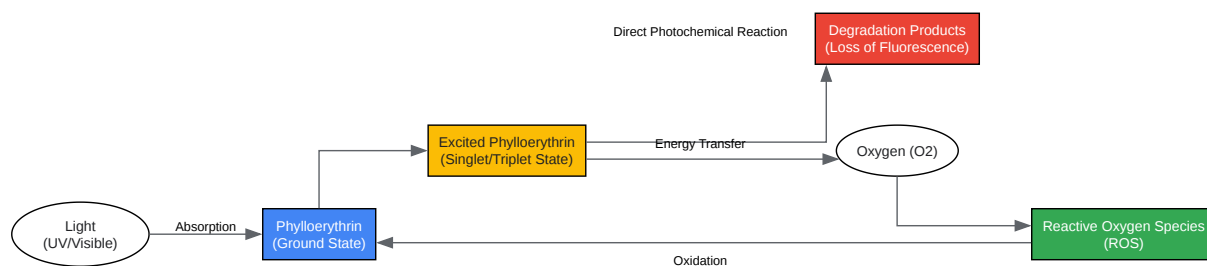 Direct Photochemical Reaction
Degradation Products
(Loss of Fluorescence)
Excited Phylloerythrin
(Singlet/Triplet State)
Energy Transfer
Oxygen (O2)
Light
(UV/Visible)
Absorption
Phylloerythrin
(Ground State)
Reactive Oxygen Species
(ROS)
Oxidation